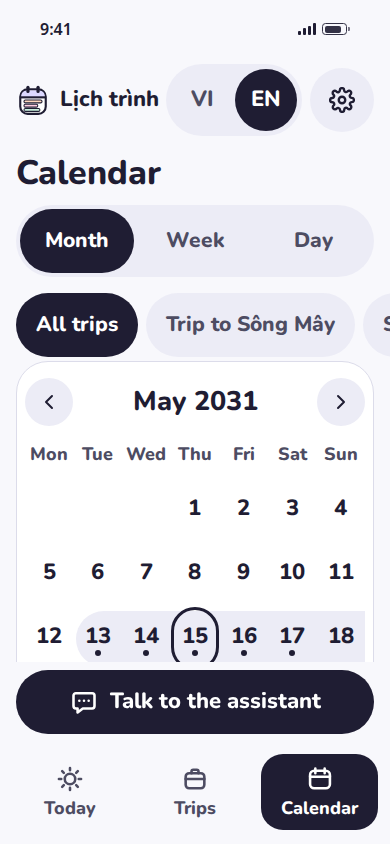 9:41
Lịch trình VI EN
Calendar
Month Week Day
All trips Trip to Sông Mây
May 2031
Mon Tue Wed Thu Fri Sat Sun
1 2 3 4
5 6 7 8 9 10 11
12 13 14 15 16 17 18
Talk to the assistant
Today Trips Calendar